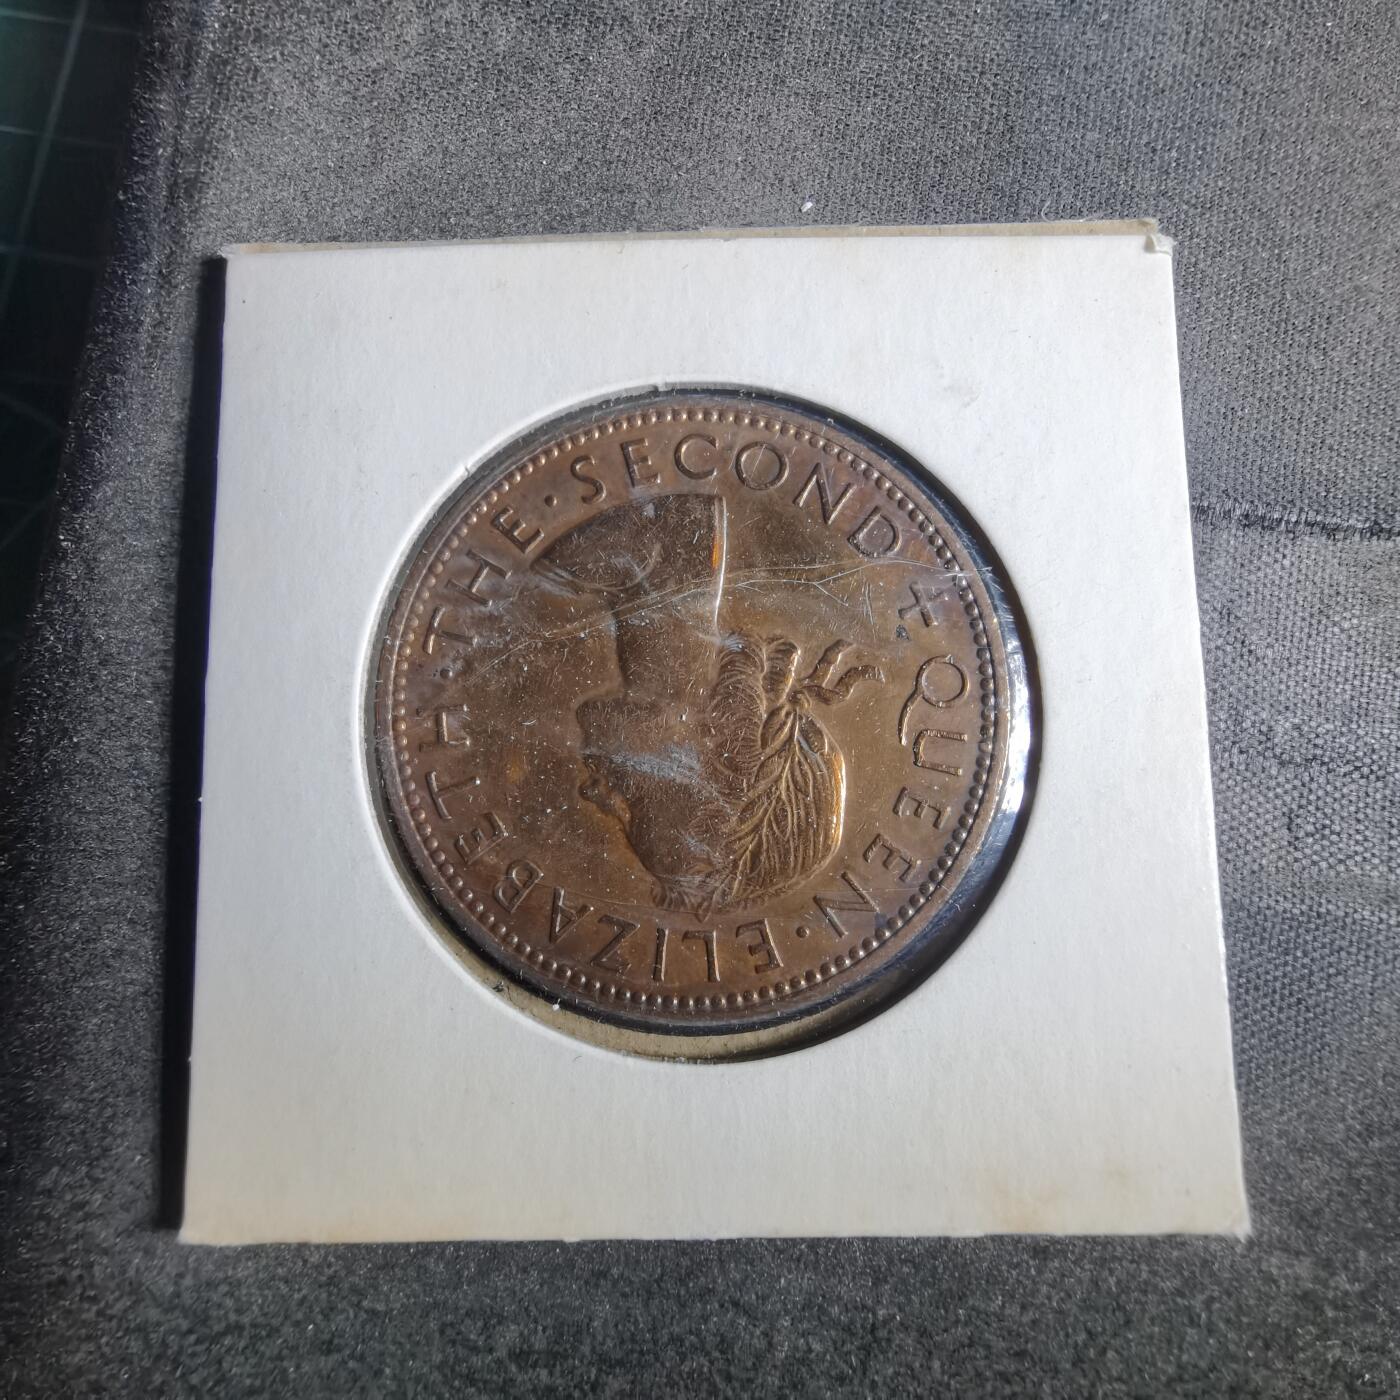 + QUEEN · ELIZABETH · THE · SECOND